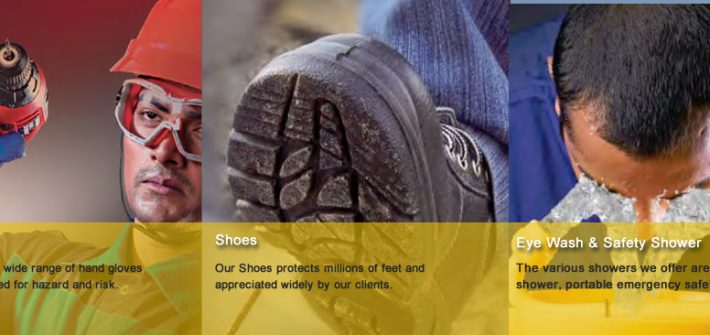 wide range of hand gloves
ed for hazard and risk.
Shoes
Our Shoes protects millions of feet and
appreciated widely by our clients.
Eye Wash & Safety Shower
The various showers we offer are
shower, portable emergency safe